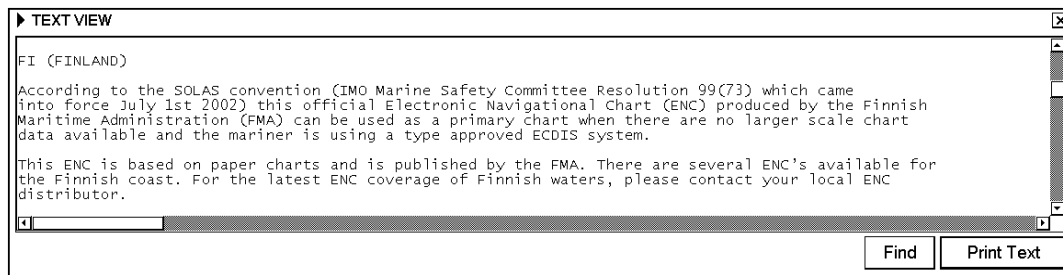 TEXT VIEW
FI (FINLAND)
According to the SOLAS convention (IMO Marine Safety Committee Resolution 99(73) which came
into force July 1st 2002) this official Electronic Navigational Chart (ENC) produced by the Finnish
Maritime Administration (FMA) can be used as a primary chart when there are no larger scale chart
data available and the mariner is using a type approved ECDIS system.
This ENC is based on paper charts and is published by the FMA. There are several ENC's available for
the Finnish coast. For the latest ENC coverage of Finnish waters, please contact your local ENC
distributor.
Find Print Text